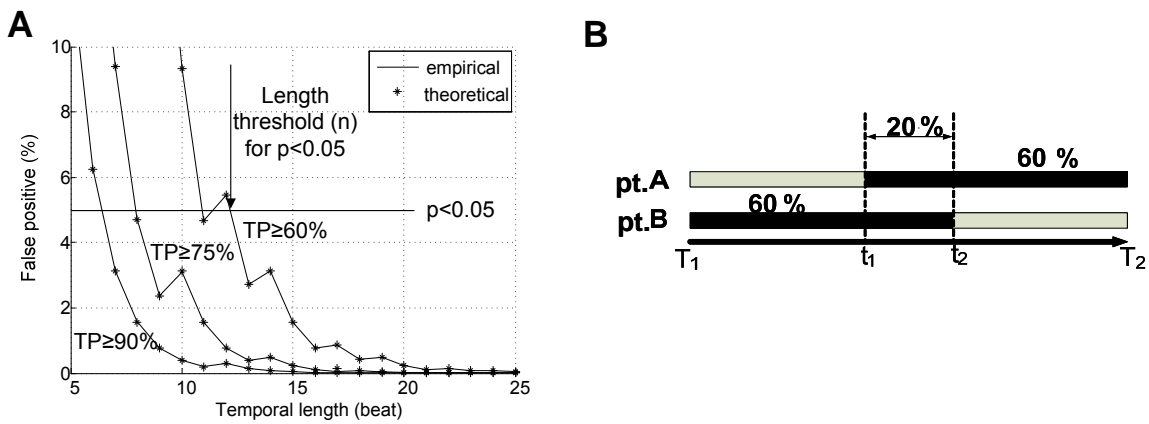 A
False positive (%)
10
8
6
4
2
0
5
10
15
20
25
Temporal length (beat)
empirical
theoretical
Length
threshold (n)
for p<0.05
p<0.05
TP≥60%
TP≥75%
TP≥90%
B
20 %
60 %
pt.A
60 %
pt.B
T1
t1
t2
T2